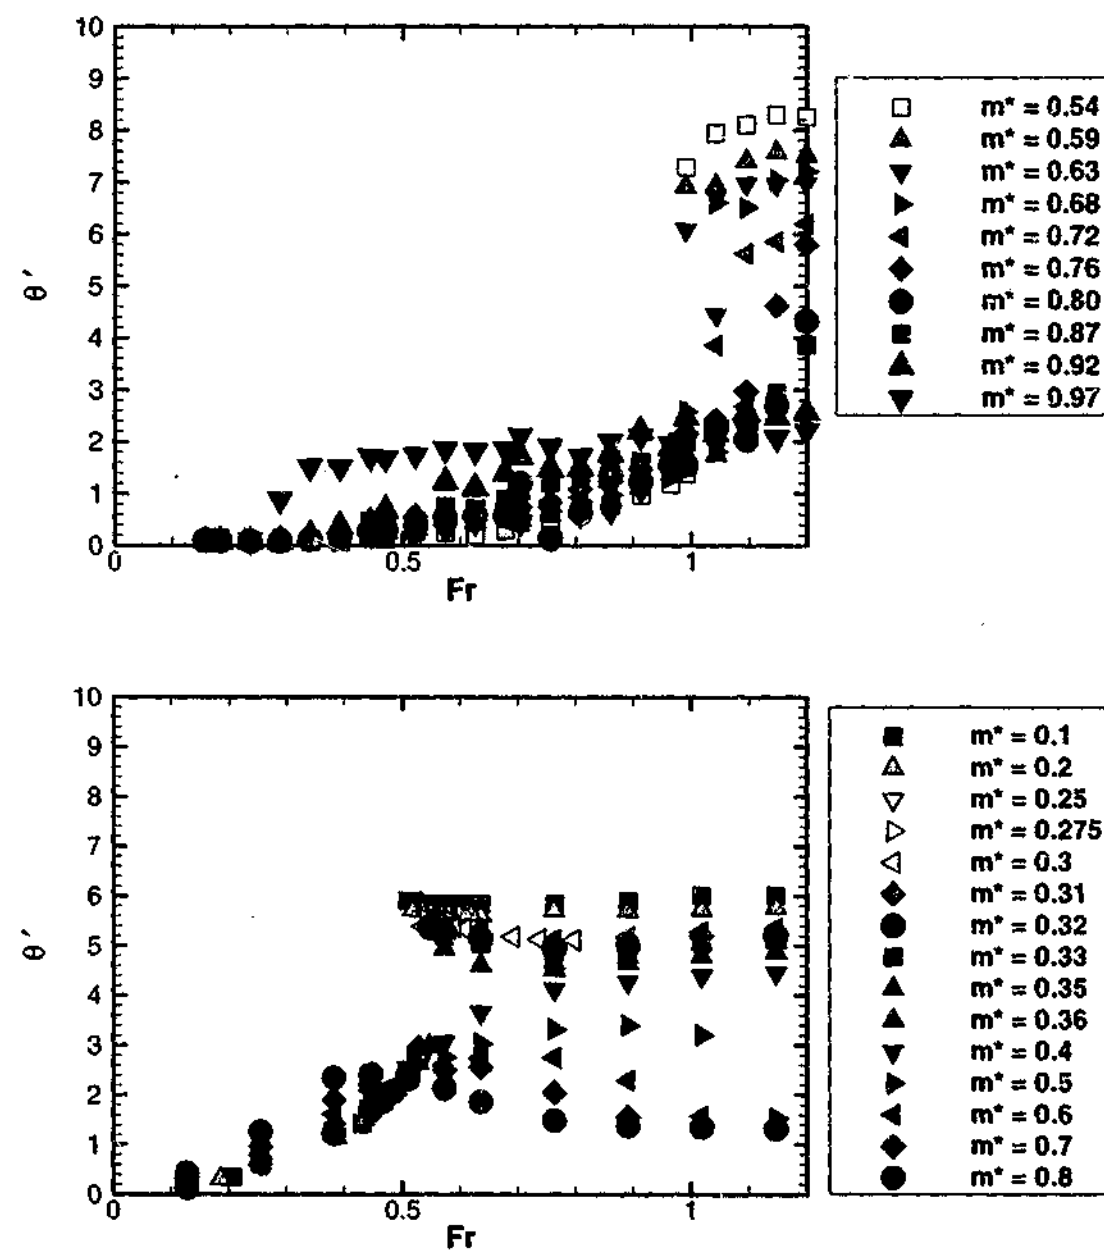 10
9
8
7
6
5
4
3
2
1
0
θ′
0 0.5 1
Fr
m* = 0.54
m* = 0.59
m* = 0.63
m* = 0.68
m* = 0.72
m* = 0.76
m* = 0.80
m* = 0.87
m* = 0.92
m* = 0.97
10
9
8
7
6
5
4
3
2
1
0
θ′
0 0.5 1
Fr
m* = 0.1
m* = 0.2
m* = 0.25
m* = 0.275
m* = 0.3
m* = 0.31
m* = 0.32
m* = 0.33
m* = 0.35
m* = 0.36
m* = 0.4
m* = 0.5
m* = 0.6
m* = 0.7
m* = 0.8